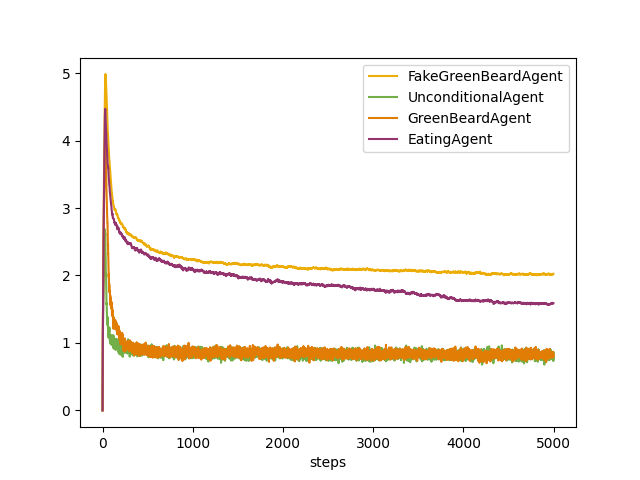 FakeGreenBeardAgent
UnconditionalAgent
GreenBeardAgent
EatingAgent
5
4
3
2
1
0
0 1000 2000 3000 4000 5000
steps